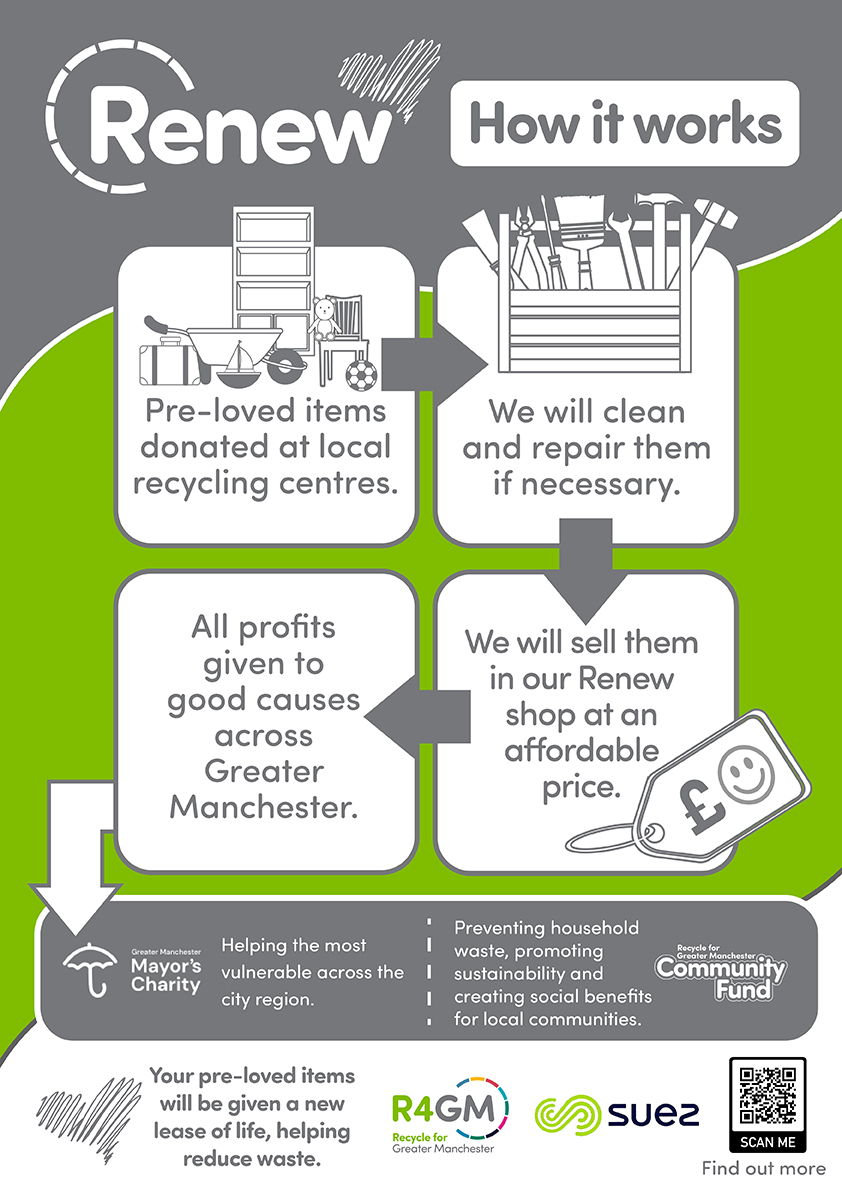 Renew
How it works
Pre-loved items
donated at local
recycling centres.
We will clean
and repair them
if necessary.
All profits
given to
good causes
across
Greater
Manchester.
We will sell them
in our Renew
shop at an
affordable
price.
£
Greater Manchester
Mayor's
Charity
Helping the most
vulnerable across the
city region.
Preventing household
waste, promoting
sustainability and
creating social benefits
for local communities.
Recycle for
Greater Manchester
Community
Fund
Your pre-loved items
will be given a new
lease of life, helping
reduce waste.
R4GM
Recycle for
Greater Manchester
suez
SCAN ME
Find out more